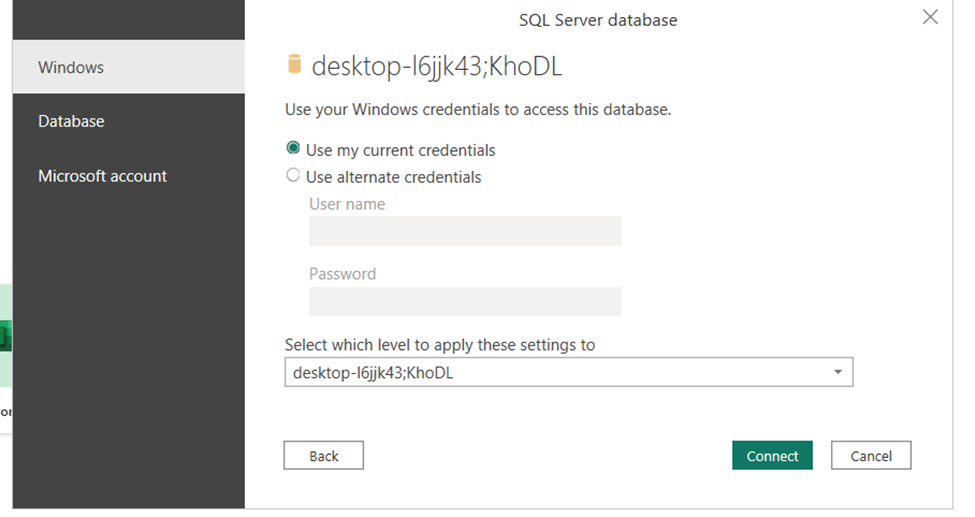 SQL Server database
Windows
Database
Microsoft account
desktop-l6jjk43;KhoDL
Use your Windows credentials to access this database.
Use my current credentials
Use alternate credentials
User name
Password
Select which level to apply these settings to
desktop-l6jjk43;KhoDL
Back
Connect
Cancel